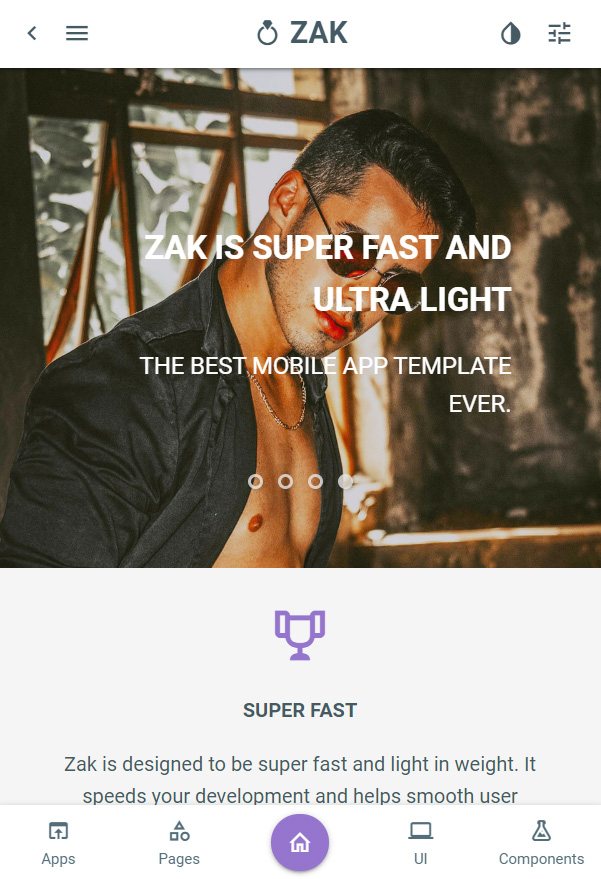 ZAK
ZAK IS SUPER FAST AND
ULTRA LIGHT
THE BEST MOBILE APP TEMPLATE
EVER.
SUPER FAST
Zak is designed to be super fast and light in weight. It
speeds your development and helps smooth user
Apps
Pages
UI
Components